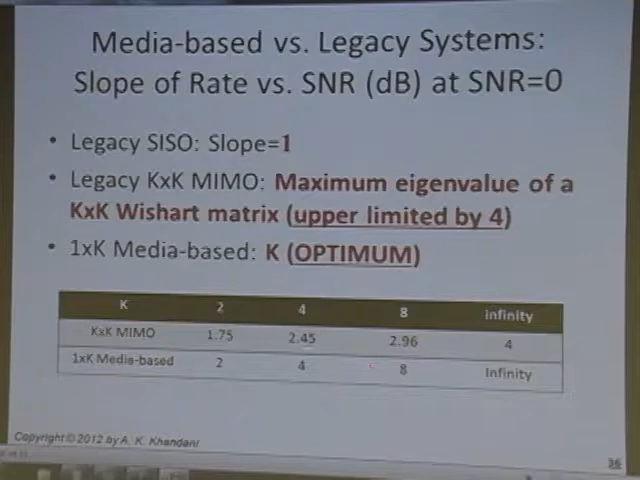 Media-based vs. Legacy Systems:
Slope of Rate vs. SNR (dB) at SNR=0
• Legacy SISO: Slope=1
• Legacy KxK MIMO: Maximum eigenvalue of a
KxK Wishart matrix (upper limited by 4)
• 1xK Media-based: K (OPTIMUM)
K 2 4 8 infinity
KxK MIMO 1.75 2.45 2.96 4
1xK Media-based 2 4 8 Infinity
Copyright © 2012 by A. K. Khandani
36